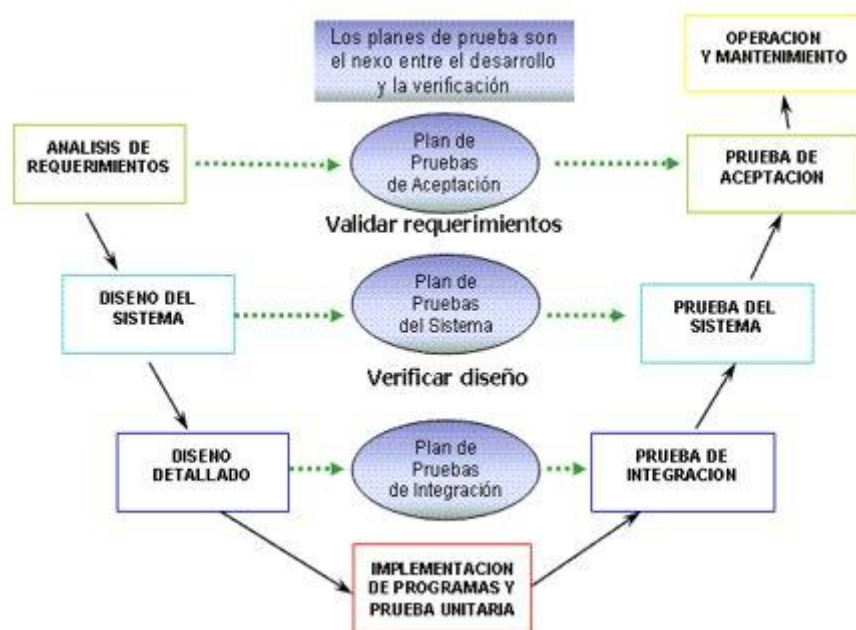 Los planes de prueba son
el nexo entre el desarrollo
y la verificación
OPERACION
Y MANTENIMIENTO
ANALISIS DE
REQUERIMIENTOS
Plan de
Pruebas
de Aceptación
PRUEBA DE
ACEPTACION
Validar requerimientos
DISENO DEL
SISTEMA
Plan de
Pruebas
del Sistema
PRUEBA DEL
SISTEMA
Verificar diseño
DISENO
DETALLADO
Plan de
Pruebas
de Integración
PRUEBA DE
INTEGRACION
IMPLEMENTACION
DE PROGRAMAS Y
PRUEBA UNITARIA